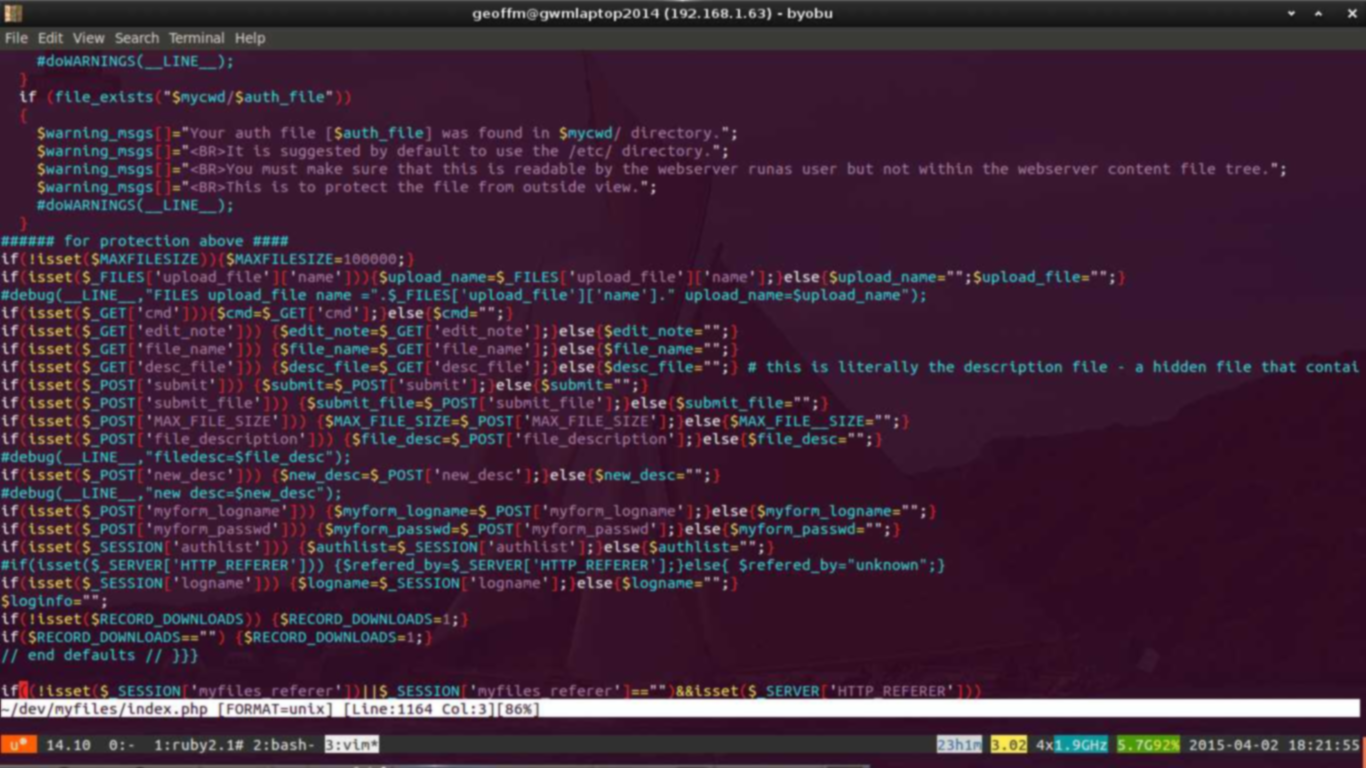 geoffm@gwmlaptop2014 (192.168.1.63) - byobu
File Edit View Search Terminal Help
#doWARNINGS(__LINE__);
}
if (file_exists("$mycwd/$auth_file"))
{
$warning_msgs[]="Your auth file [$auth_file] was found in $mycwd/ directory.";
$warning_msgs[]="<BR>It is suggested by default to use the /etc/ directory.";
$warning_msgs[]="<BR>You must make sure that this is readable by the webserver runas user but not within the webserver content file tree.";
$warning_msgs[]="<BR>This is to protect the file from outside view.";
#doWARNINGS(__LINE__);
}
###### for protection above ####
if(!isset($MAXFILESIZE)){$MAXFILESIZE=100000;}
if(isset($_FILES['upload_file']['name'])){$upload_name=$_FILES['upload_file']['name'];}else{$upload_name="";$upload_file="";}
#debug(__LINE__,"FILES upload_file name =".$_FILES['upload_file']['name']." upload_name=$upload_name");
if(isset($_GET['cmd'])){$cmd=$_GET['cmd'];}else{$cmd="";}
if(isset($_GET['edit_note'])) {$edit_note=$_GET['edit_note'];}else{$edit_note="";}
if(isset($_GET['file_name'])) {$file_name=$_GET['file_name'];}else{$file_name="";}
if(isset($_GET['desc_file'])) {$desc_file=$_GET['desc_file'];}else{$desc_file="";} # this is literally the description file - a hidden file that contai
if(isset($_POST['submit'])) {$submit=$_POST['submit'];}else{$submit="";}
if(isset($_POST['submit_file'])) {$submit_file=$_POST['submit_file'];}else{$submit_file="";}
if(isset($_POST['MAX_FILE_SIZE'])) {$MAX_FILE_SIZE=$_POST['MAX_FILE_SIZE'];}else{$MAX_FILE__SIZE="";}
if(isset($_POST['file_description'])) {$file_desc=$_POST['file_description'];}else{$file_desc="";}
#debug(__LINE__,"filedesc=$file_desc");
if(isset($_POST['new_desc'])) {$new_desc=$_POST['new_desc'];}else{$new_desc="";}
#debug(__LINE__,"new desc=$new_desc");
if(isset($_POST['myform_logname'])) {$myform_logname=$_POST['myform_logname'];}else{$myform_logname="";}
if(isset($_POST['myform_passwd'])) {$myform_passwd=$_POST['myform_passwd'];}else{$myform_passwd="";}
if(isset($_SESSION['authlist'])) {$authlist=$_SESSION['authlist'];}else{$authlist="";}
#if(isset($_SERVER['HTTP_REFERER'])) {$refered_by=$_SERVER['HTTP_REFERER'];}else{ $refered_by="unknown";}
if(isset($_SESSION['logname'])) {$logname=$_SESSION['logname'];}else{$logname="";}
$loginfo="";
if(!isset($RECORD_DOWNLOADS)) {$RECORD_DOWNLOADS=1;}
if($RECORD_DOWNLOADS=="") {$RECORD_DOWNLOADS=1;}
// end defaults // }}}
if((!isset($_SESSION['myfiles_referer'])||$_SESSION['myfiles_referer']=="")&&isset($_SERVER['HTTP_REFERER']))
~/dev/myfiles/index.php [FORMAT=unix] [Line:1164 Col:3][86%]
u* 14.10 0:- 1:ruby2.1# 2:bash- 3:vim* 23h1m 3.02 4x1.9GHz 5.7G92% 2015-04-02 18:21:55